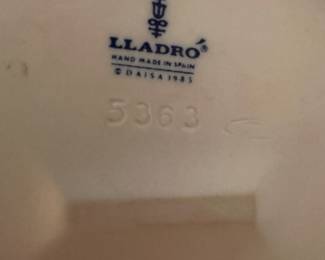 LLADRÓ
HAND MADE IN SPAIN
© DAISA 1985
5363